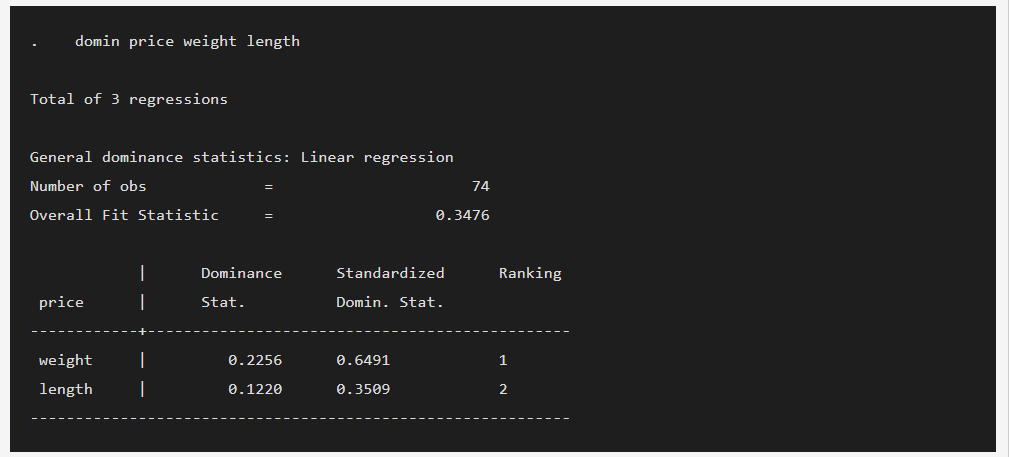 .    domin price weight length
Total of 3 regressions
General dominance statistics: Linear regression
Number of obs             =                      74
Overall Fit Statistic     =                  0.3476
            |      Dominance      Standardized      Ranking
 price      |      Stat.          Domin. Stat.
------------+-----------------------------------------------
 weight     |         0.2256      0.6491            1
 length     |         0.1220      0.3509            2
------------------------------------------------------------